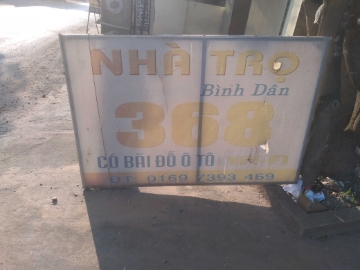 NHÀ TRỌ
Bình Dân
368
CÓ BÃI ĐỖ Ô TÔ
ĐT: 0169 7393 469